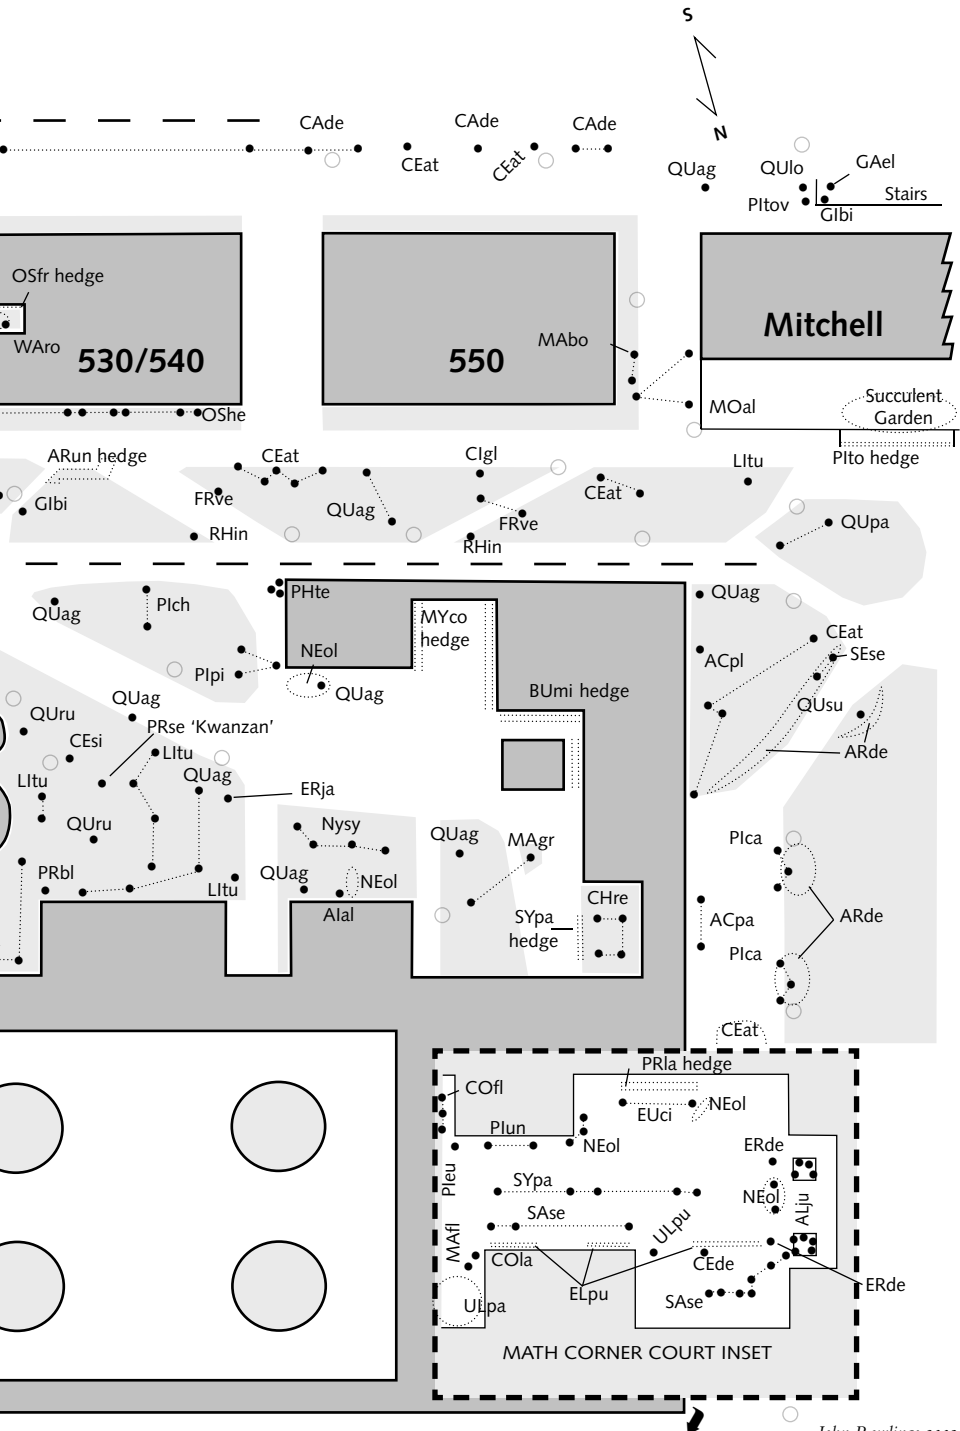 S
N
CAde
CAde
CAde
CEat
CEat
QUag
QUlo
GAel
PItov
GIbi
Stairs
OSfr hedge
WAro
530/540
550
MAbo
Mitchell
OShe
MOal
Succulent
Garden
PIto hedge
ARun hedge
CEat
CIgl
LItu
GIbi
FRve
QUag
CEat
FRve
RHin
RHin
QUpa
QUag
PIch
PHte
MYco
hedge
QUag
NEol
PIpi
QUag
ACpl
CEat
SEse
QUsu
BUmi hedge
QUag
QUru
PRse ‘Kwanzan’
CEsi
LItu
ARde
LItu
QUag
ERja
QUru
Nysy
QUag
MAgr
PIca
PRbl
LItu
QUag
NEol
AIal
CHre
SYpa
hedge
ACpa
ARde
PIca
CEat
PRla hedge
COfl
EUci
NEol
PIun
NEol
ERde
PIeu
SYpa
NEol
ALju
SAse
ULpu
MAfl
COla
CEde
ELpu
ERde
ULpa
SAse
MATH CORNER COURT INSET